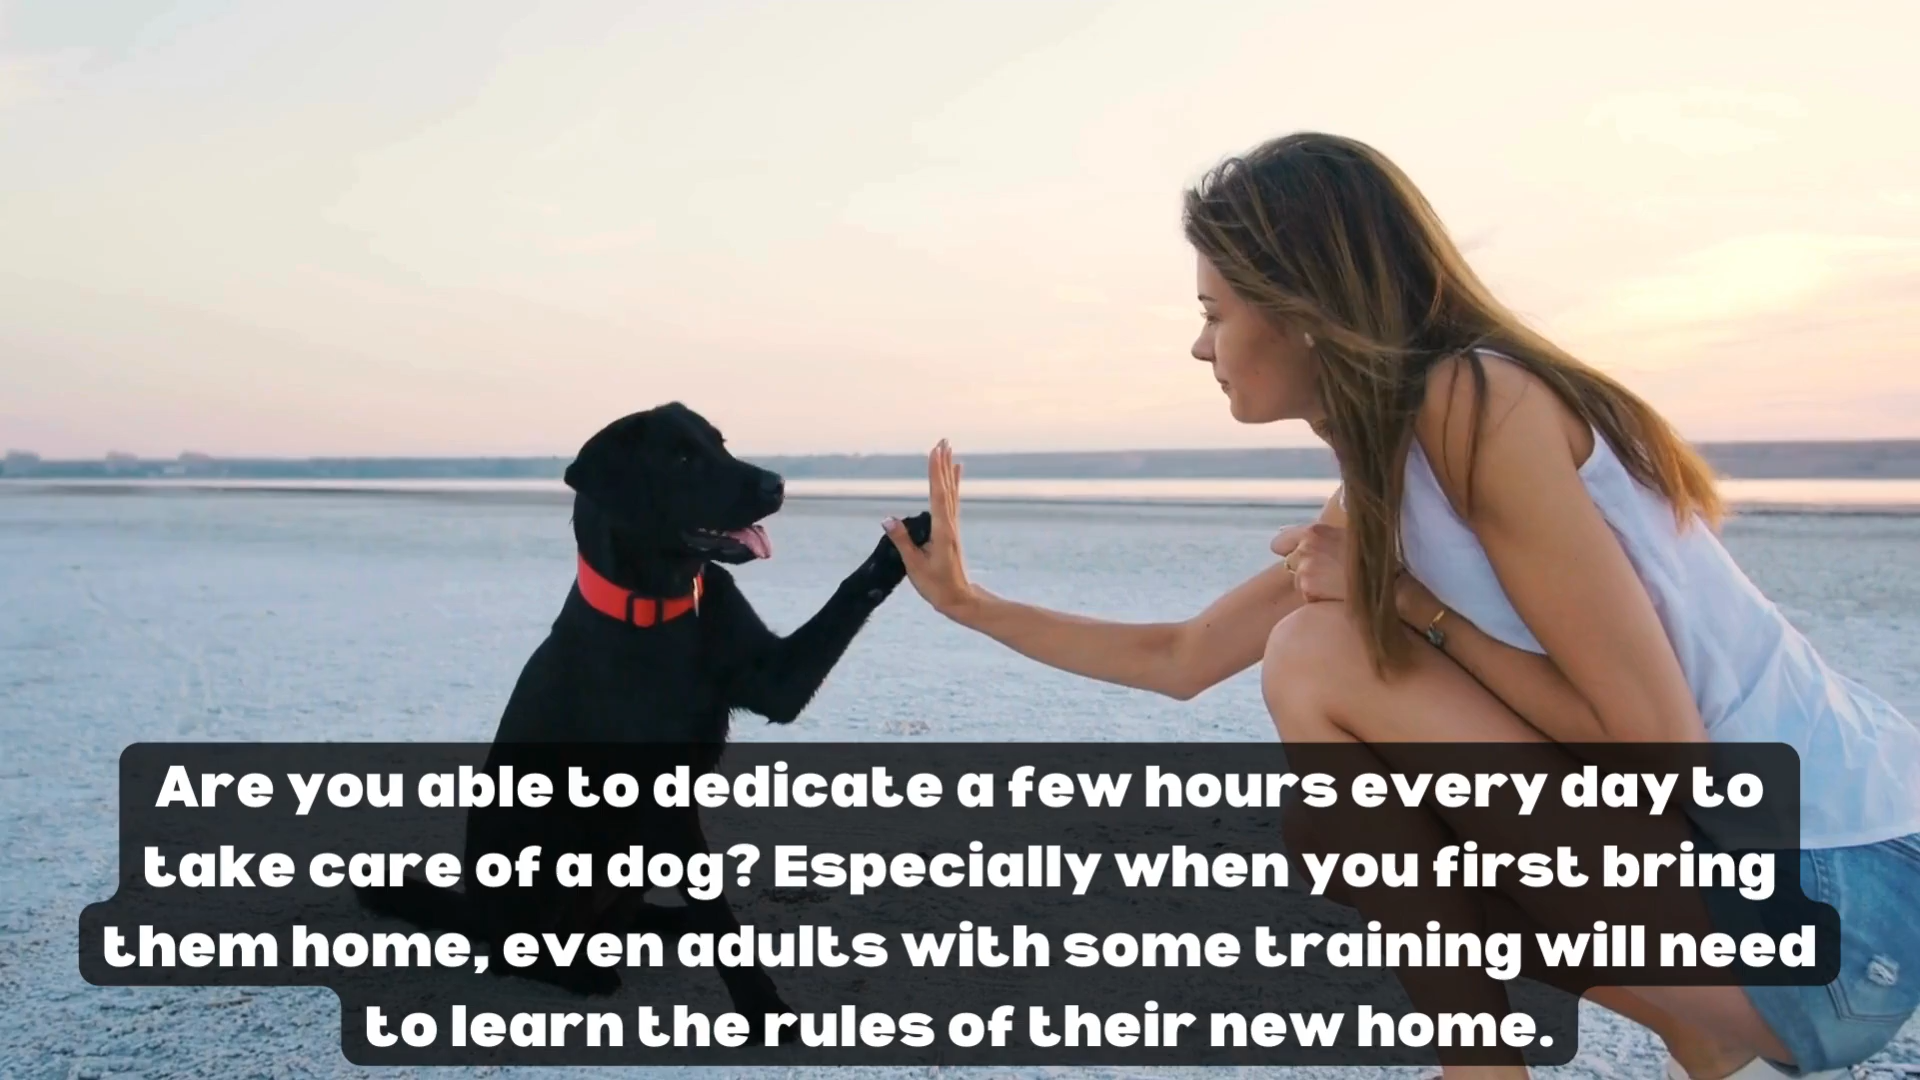 Are you able to dedicate a few hours every day to
take care of a dog? Especially when you first bring
them home, even adults with some training will need
to learn the rules of their new home.